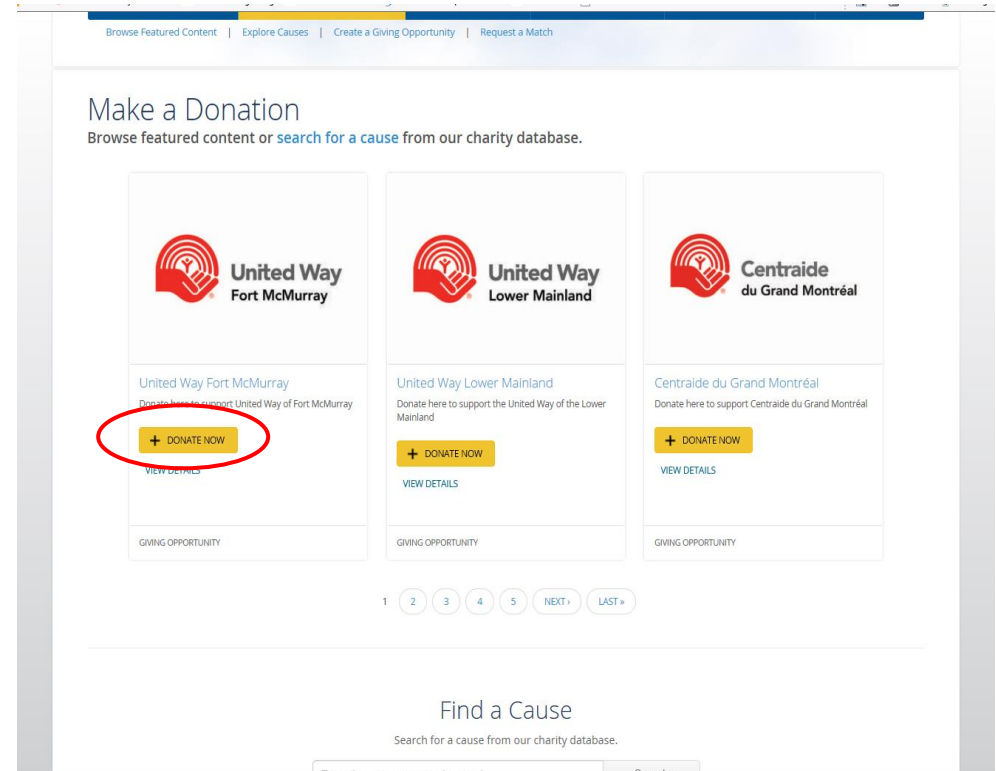 Browse Featured Content | Explore Causes | Create a Giving Opportunity | Request a Match
Make a Donation
Browse featured content or search for a cause from our charity database.
United Way
Fort McMurray
United Way
Lower Mainland
Centraide
du Grand Montréal
United Way Fort McMurray
Donate here to support United Way of Fort McMurray
+ DONATE NOW
VIEW DETAILS
GIVING OPPORTUNITY
United Way Lower Mainland
Donate here to support the United Way of the Lower
Mainland
+ DONATE NOW
VIEW DETAILS
GIVING OPPORTUNITY
Centraide du Grand Montréal
Donate here to support Centraide du Grand Montréal
+ DONATE NOW
VIEW DETAILS
GIVING OPPORTUNITY
1 2 3 4 5 NEXT › LAST »
Find a Cause
Search for a cause from our charity database.